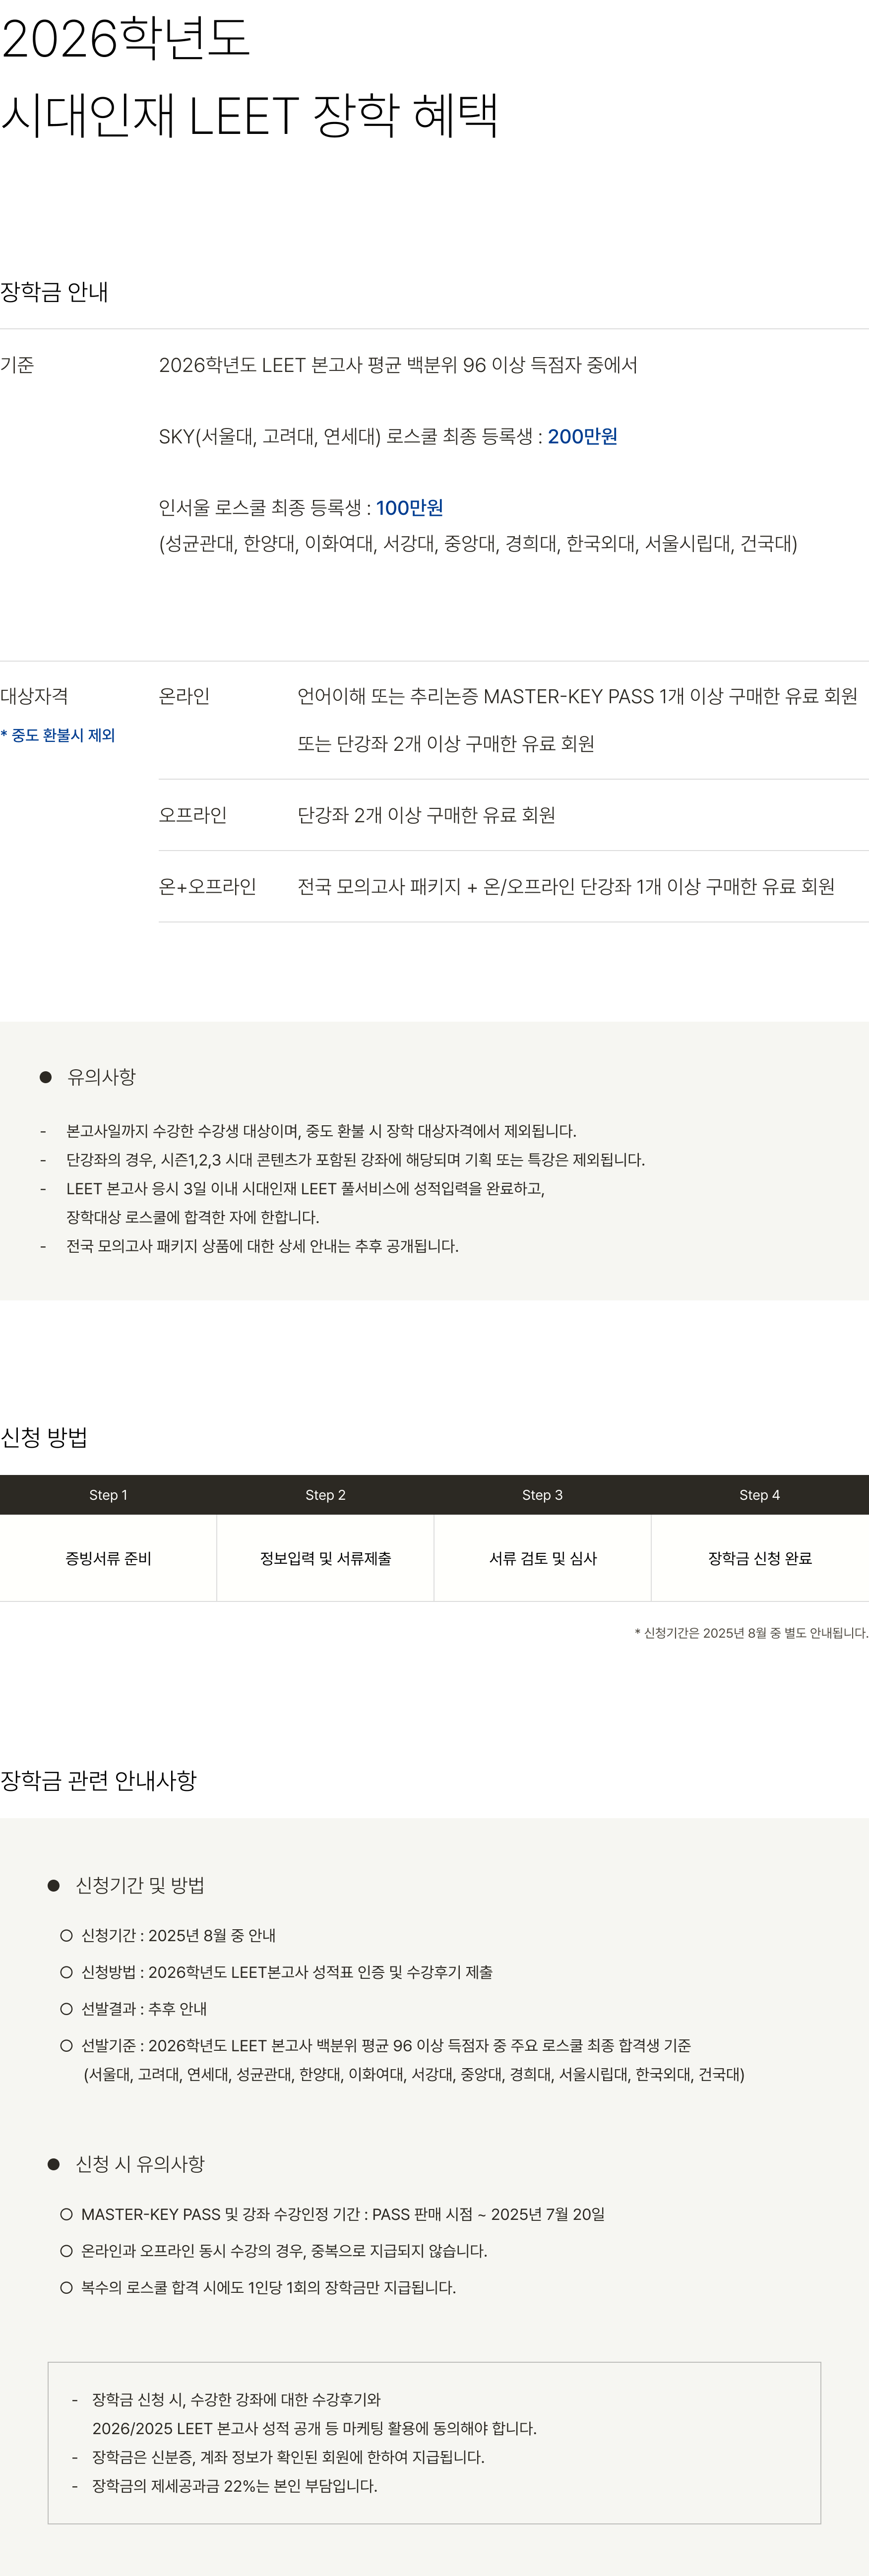 2026학년도
시대인재 LEET 장학 혜택
장학금 안내
기준
2026학년도 LEET 본고사 평균 백분위 96 이상 득점자 중에서
SKY(서울대, 고려대, 연세대) 로스쿨 최종 등록생 : 200만원
인서울 로스쿨 최종 등록생 : 100만원
(성균관대, 한양대, 이화여대, 서강대, 중앙대, 경희대, 한국외대, 서울시립대, 건국대)
대상자격
* 중도 환불시 제외
온라인
언어이해 또는 추리논증 MASTER-KEY PASS 1개 이상 구매한 유료 회원
또는 단강좌 2개 이상 구매한 유료 회원
오프라인
단강좌 2개 이상 구매한 유료 회원
온+오프라인
전국 모의고사 패키지 + 온/오프라인 단강좌 1개 이상 구매한 유료 회원
● 유의사항
- 본고사일까지 수강한 수강생 대상이며, 중도 환불 시 장학 대상자격에서 제외됩니다.
- 단강좌의 경우, 시즌1,2,3 시대 콘텐츠가 포함된 강좌에 해당되며 기획 또는 특강은 제외됩니다.
- LEET 본고사 응시 3일 이내 시대인재 LEET 풀서비스에 성적입력을 완료하고,
장학대상 로스쿨에 합격한 자에 한합니다.
- 전국 모의고사 패키지 상품에 대한 상세 안내는 추후 공개됩니다.
신청 방법
Step 1 Step 2 Step 3 Step 4
증빙서류 준비 정보입력 및 서류제출 서류 검토 및 심사 장학금 신청 완료
* 신청기간은 2025년 8월 중 별도 안내됩니다.
장학금 관련 안내사항
● 신청기간 및 방법
○ 신청기간 : 2025년 8월 중 안내
○ 신청방법 : 2026학년도 LEET본고사 성적표 인증 및 수강후기 제출
○ 선발결과 : 추후 안내
○ 선발기준 : 2026학년도 LEET 본고사 백분위 평균 96 이상 득점자 중 주요 로스쿨 최종 합격생 기준
(서울대, 고려대, 연세대, 성균관대, 한양대, 이화여대, 서강대, 중앙대, 경희대, 서울시립대, 한국외대, 건국대)
● 신청 시 유의사항
○ MASTER-KEY PASS 및 강좌 수강인정 기간 : PASS 판매 시점 ~ 2025년 7월 20일
○ 온라인과 오프라인 동시 수강의 경우, 중복으로 지급되지 않습니다.
○ 복수의 로스쿨 합격 시에도 1인당 1회의 장학금만 지급됩니다.
- 장학금 신청 시, 수강한 강좌에 대한 수강후기와
2026/2025 LEET 본고사 성적 공개 등 마케팅 활용에 동의해야 합니다.
- 장학금은 신분증, 계좌 정보가 확인된 회원에 한하여 지급됩니다.
- 장학금의 제세공과금 22%는 본인 부담입니다.